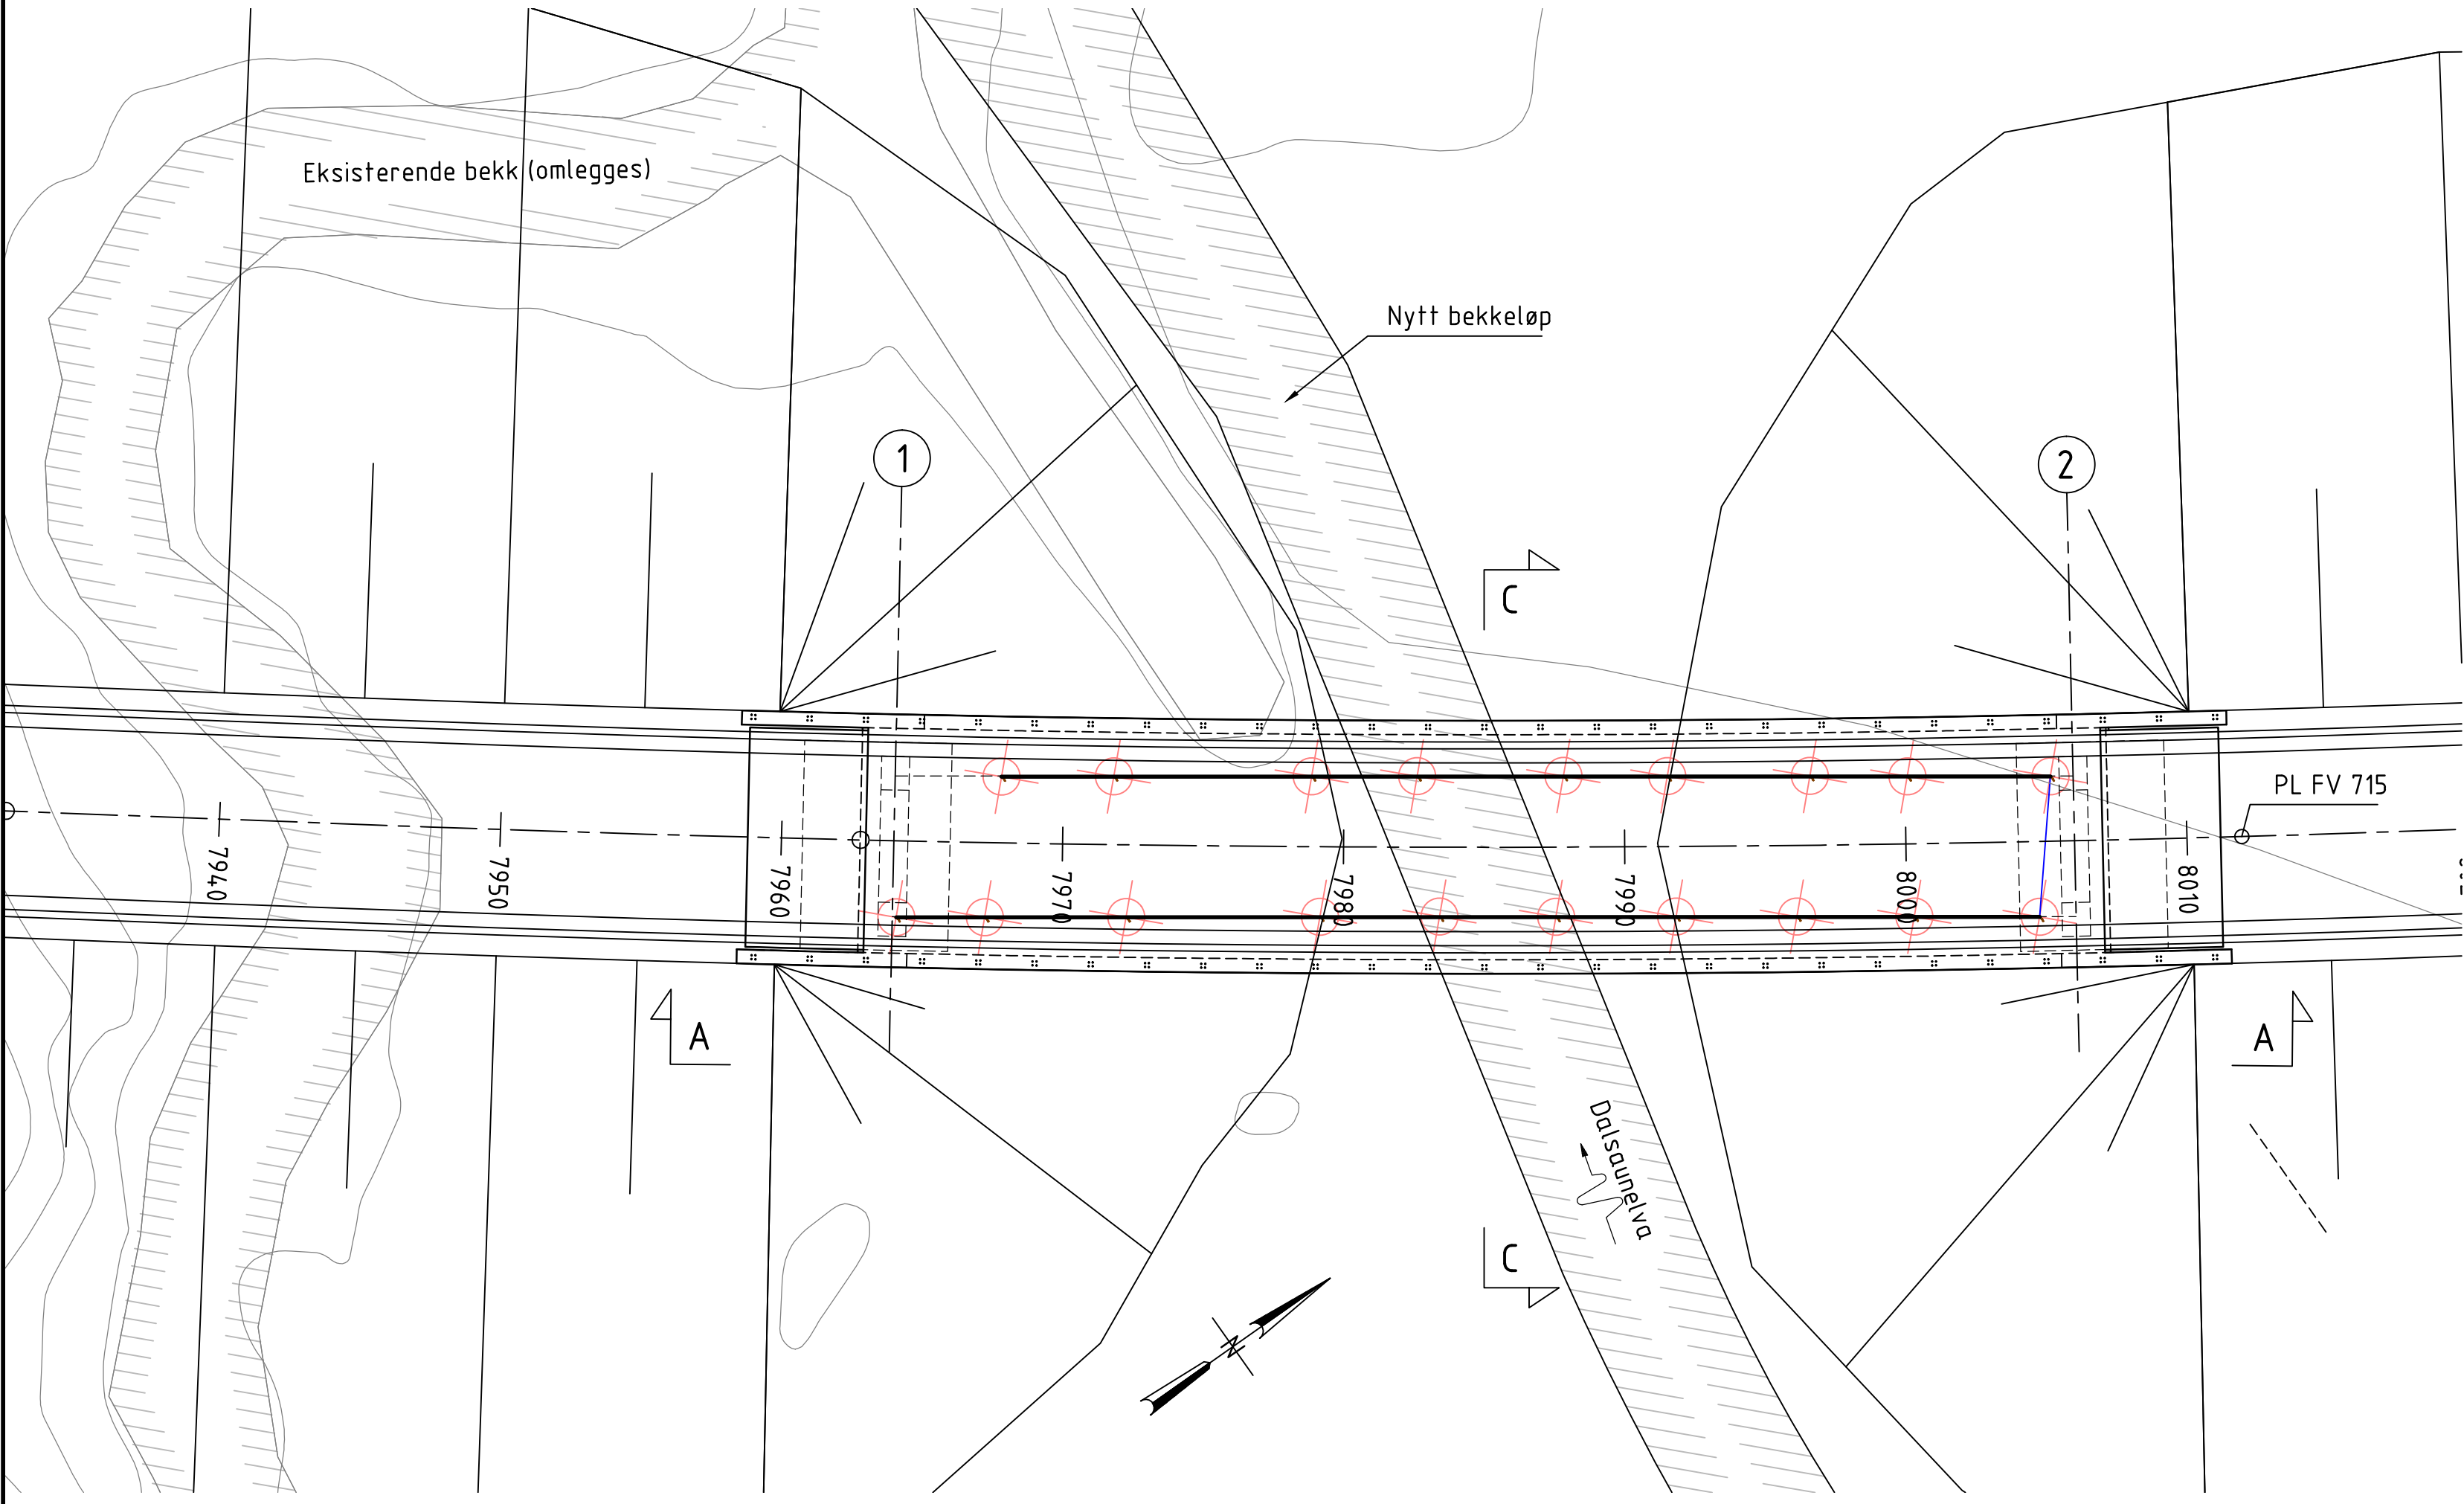 Eksisterende bekk (omlegges)
Nytt bekkeløp
1
2
C
PL FV 715
7940
7950
7960
7970
7980
7990
8000
8010
A
A
Dalsaunelva
C
N